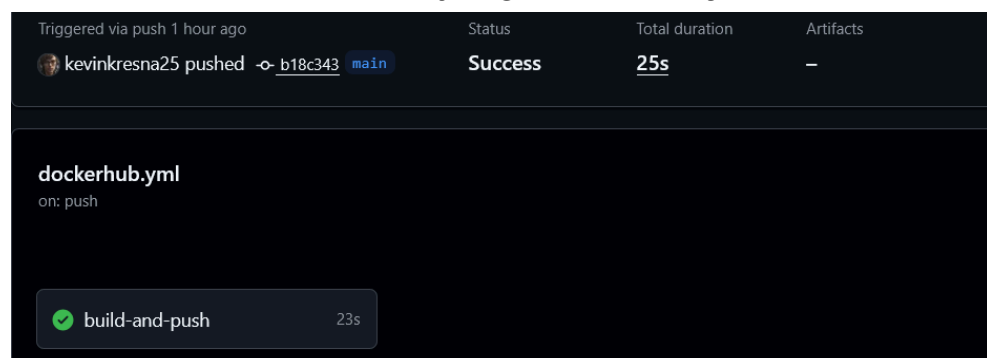 Triggered via push 1 hour ago
Status
Total duration
Artifacts
kevinkresna25 pushed b18c343 main
Success
25s
–
dockerhub.yml
on: push
build-and-push 23s